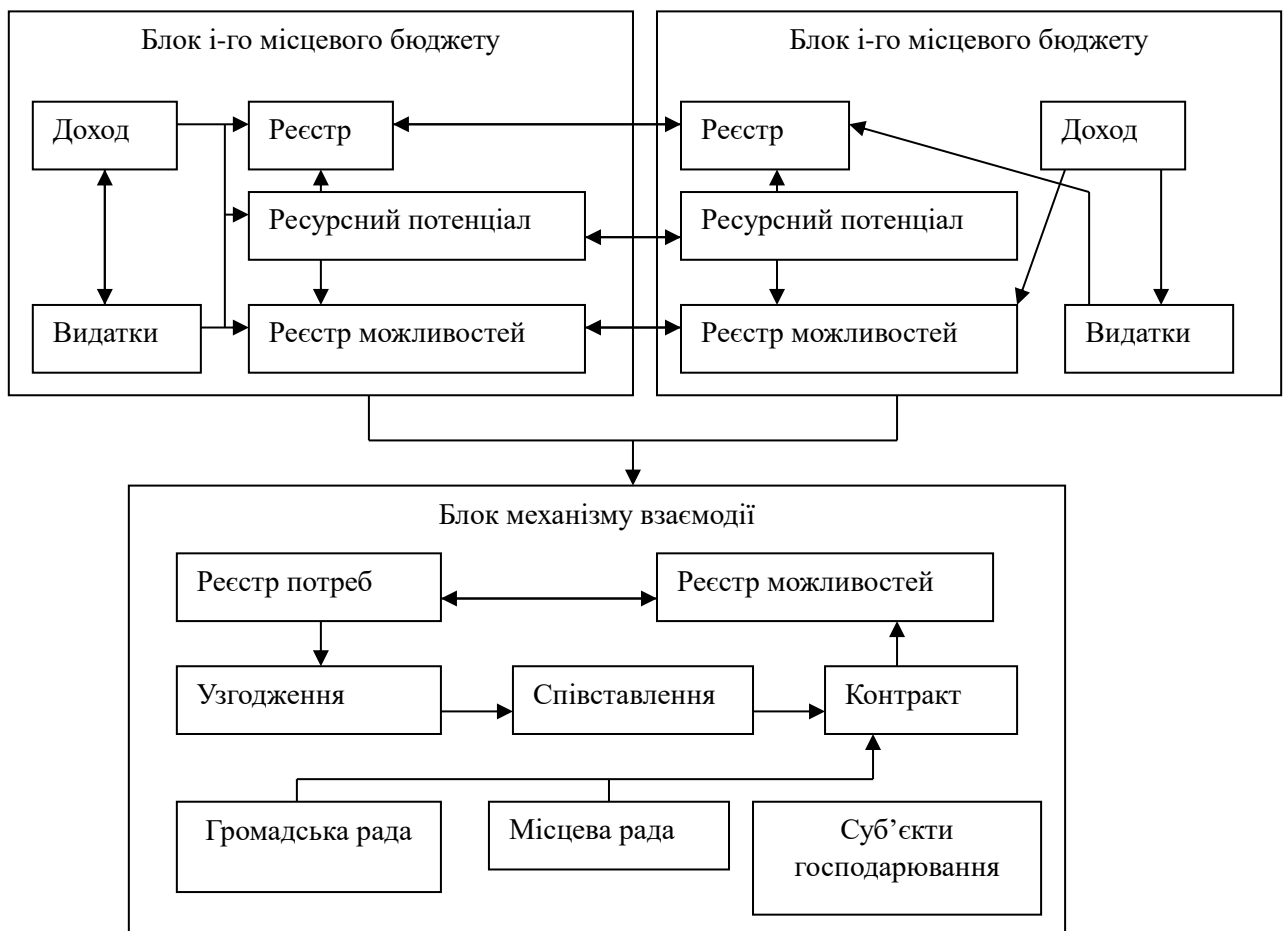 Блок і-го місцевого бюджету
Доход
Реєстр
Ресурсний потенціал
Видатки
Реєстр можливостей
Блок і-го місцевого бюджету
Реєстр
Доход
Ресурсний потенціал
Реєстр можливостей
Видатки
Блок механізму взаємодії
Реєстр потреб
Реєстр можливостей
Узгодження
Співставлення
Контракт
Громадська рада
Місцева рада
Суб’єкти
господарювання